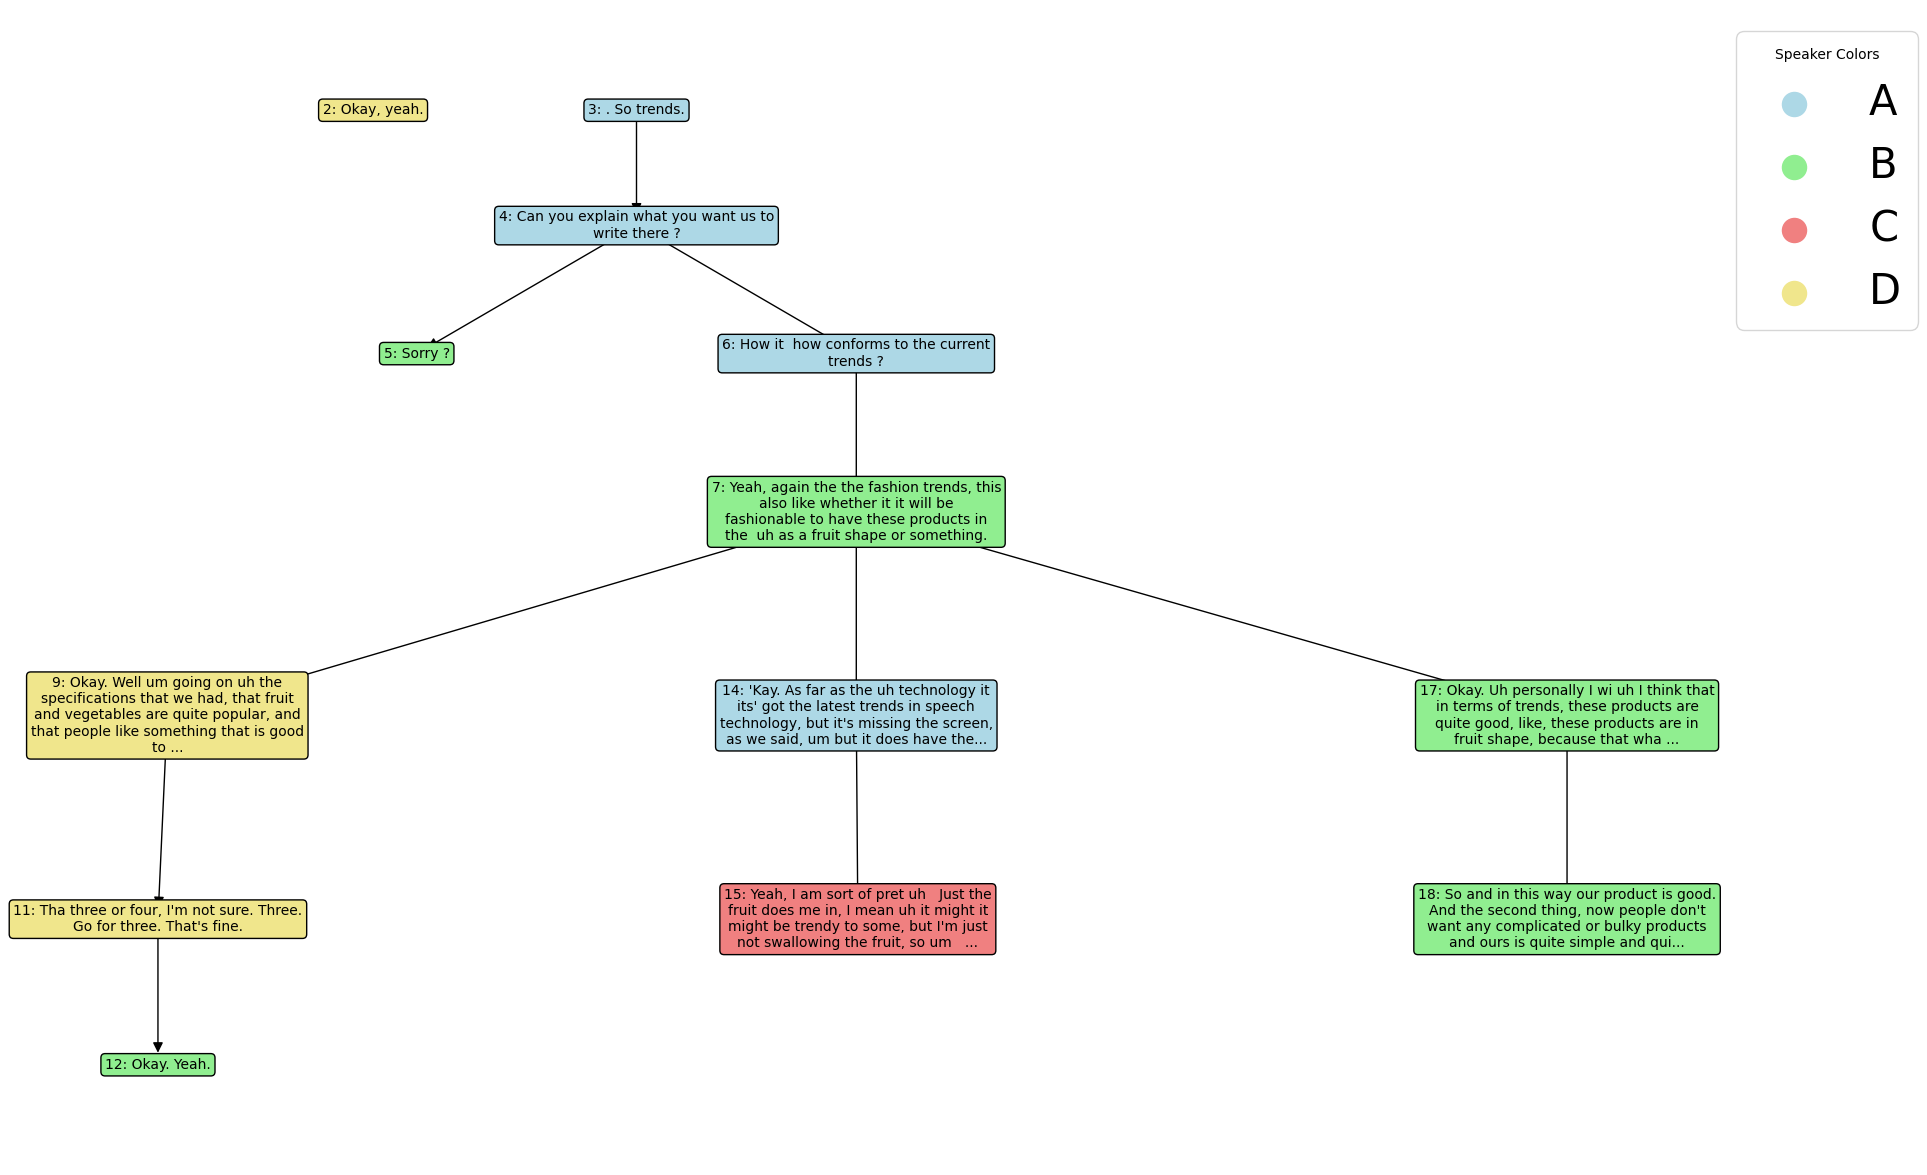 Speaker Colors
A
B
C
D
2: Okay, yeah.
3: . So trends.
4: Can you explain what you want us to
write there ?
5: Sorry ?
6: How it  how conforms to the current
trends ?
7: Yeah, again the the fashion trends, this
also like whether it it will be
fashionable to have these products in
the  uh as a fruit shape or something.
9: Okay. Well um going on uh the
specifications that we had, that fruit
and vegetables are quite popular, and
that people like something that is good
to ...
14: 'Kay. As far as the uh technology it
its' got the latest trends in speech
technology, but it's missing the screen,
as we said, um but it does have the...
17: Okay. Uh personally I wi uh I think that
in terms of trends, these products are
quite good, like, these products are in
fruit shape, because that wha ...
11: Tha three or four, I'm not sure. Three.
Go for three. That's fine.
15: Yeah, I am sort of pret uh   Just the
fruit does me in, I mean uh it might it
might be trendy to some, but I'm just
not swallowing the fruit, so um   ...
18: So and in this way our product is good.
And the second thing, now people don't
want any complicated or bulky products
and ours is quite simple and qui...
12: Okay. Yeah.